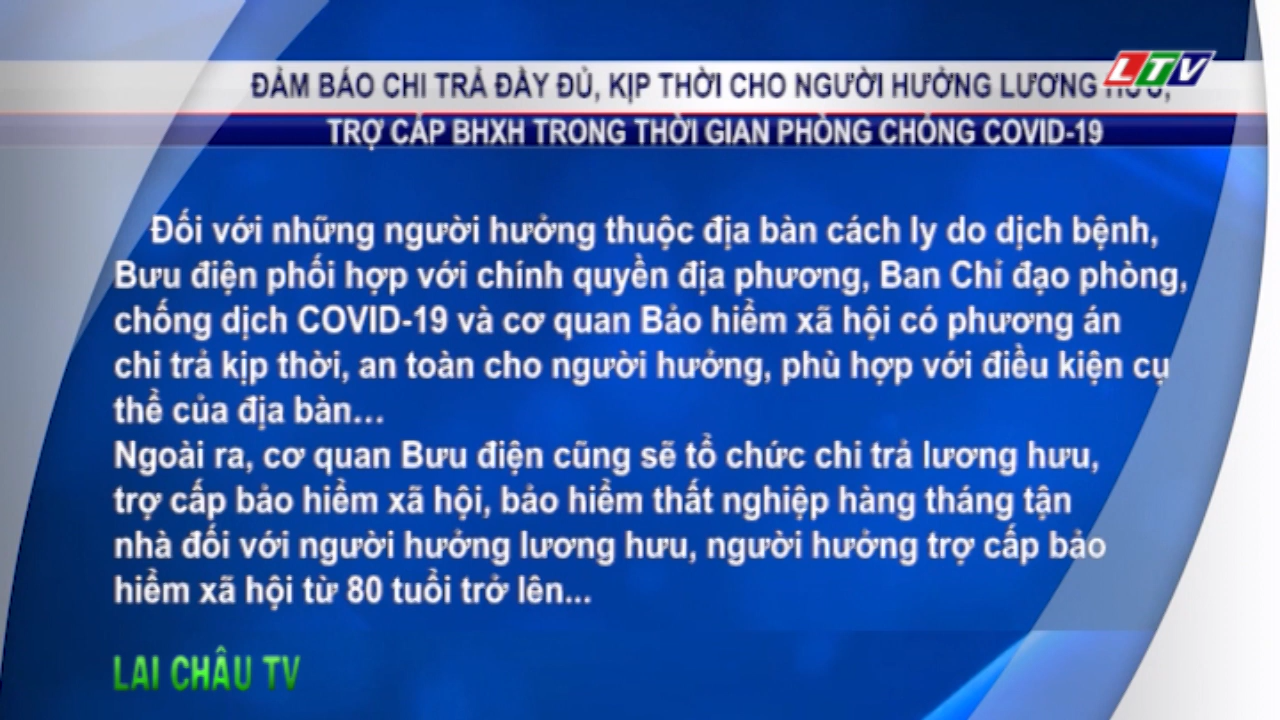 LTV
ĐẢM BẢO CHI TRẢ ĐẦY ĐỦ, KỊP THỜI CHO NGƯỜI HƯỞNG LƯƠNG
TRỢ CẤP BHXH TRONG THỜI GIAN PHÒNG CHỐNG COVID-19
Đối với những người hưởng thuộc địa bàn cách ly do dịch bệnh,
Bưu điện phối hợp với chính quyền địa phương, Ban Chỉ đạo phòng,
chống dịch COVID-19 và cơ quan Bảo hiểm xã hội có phương án
chi trả kịp thời, an toàn cho người hưởng, phù hợp với điều kiện cụ
thể của địa bàn...
Ngoài ra, cơ quan Bưu điện cũng sẽ tổ chức chi trả lương hưu,
trợ cấp bảo hiểm xã hội, bảo hiểm thất nghiệp hàng tháng tận
nhà đối với người hưởng lương hưu, người hưởng trợ cấp bảo
hiểm xã hội từ 80 tuổi trở lên...
LAI CHÂU TV